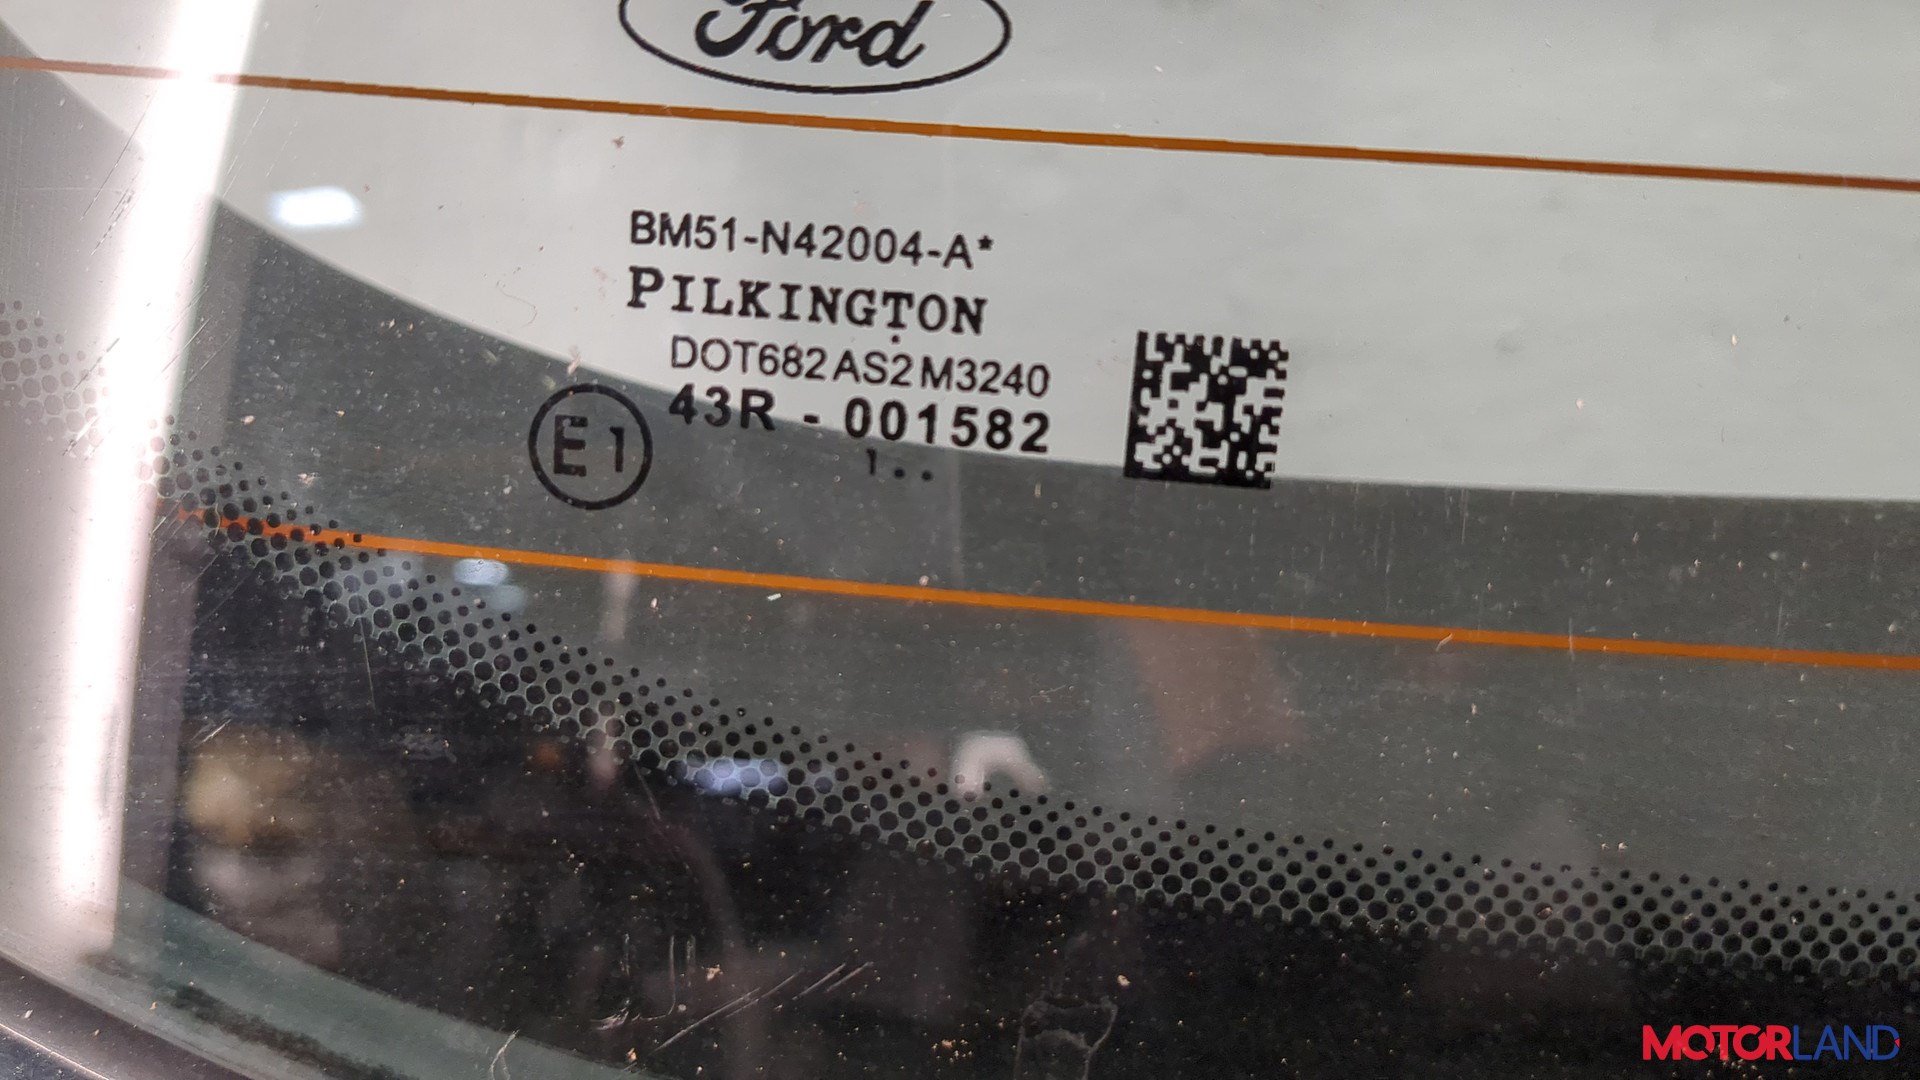 Ford
BM51-N42004-A*
PILKINGTON
DOT682 AS2 M3240
43R - 001582
E1
1..
MOTORLAND